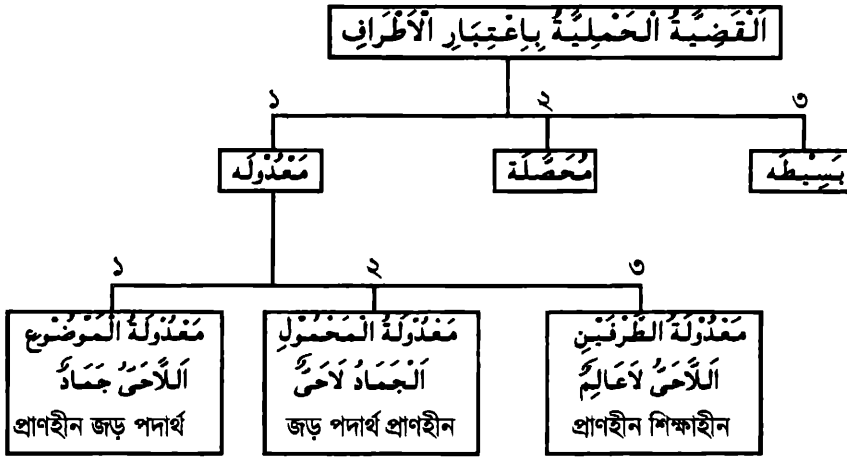 اَلْقَضِيَّةُ الْحَمْلِيَّةُ بِاِعْتِبَارِ الْاَطْرَافِ
১ ২ ৩
مَعْدُوْلَه مُحَصَّلَة بَسِيْطَه
১ ২ ৩
مَعْدُوْلَةُ الْمَوْضُوْعِ
اَللَّاحَىُّ جَمَادٌ
প্রাণহীন জড় পদার্থ
مَعْدُوْلَةُ الْمَحْمُوْلِ
اَلْجَمَادُ لَاحَىٌّ
জড় পদার্থ প্রাণহীন
مَعْدُوْلَةُ الطَّرْفَيْنِ
اَللَّاحَىُّ لَاعَالِمٌ
প্রাণহীন শিক্ষাহীন